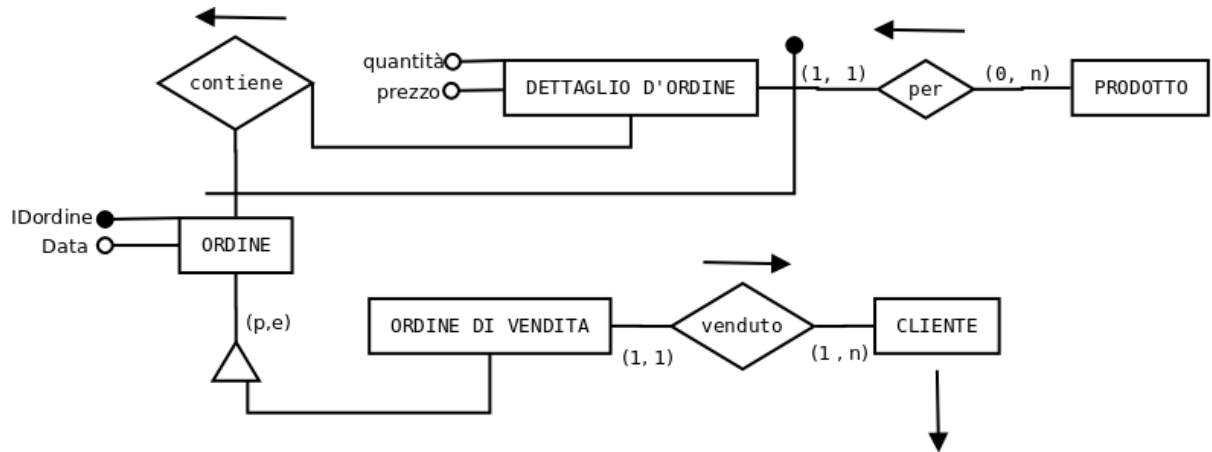 contiene
quantità
prezzo
DETTAGLIO D'ORDINE
(1, 1)
per
(0, n)
PRODOTTO
IDordine
Data
ORDINE
(p,e)
ORDINE DI VENDITA
(1, 1)
venduto
(1 , n)
CLIENTE